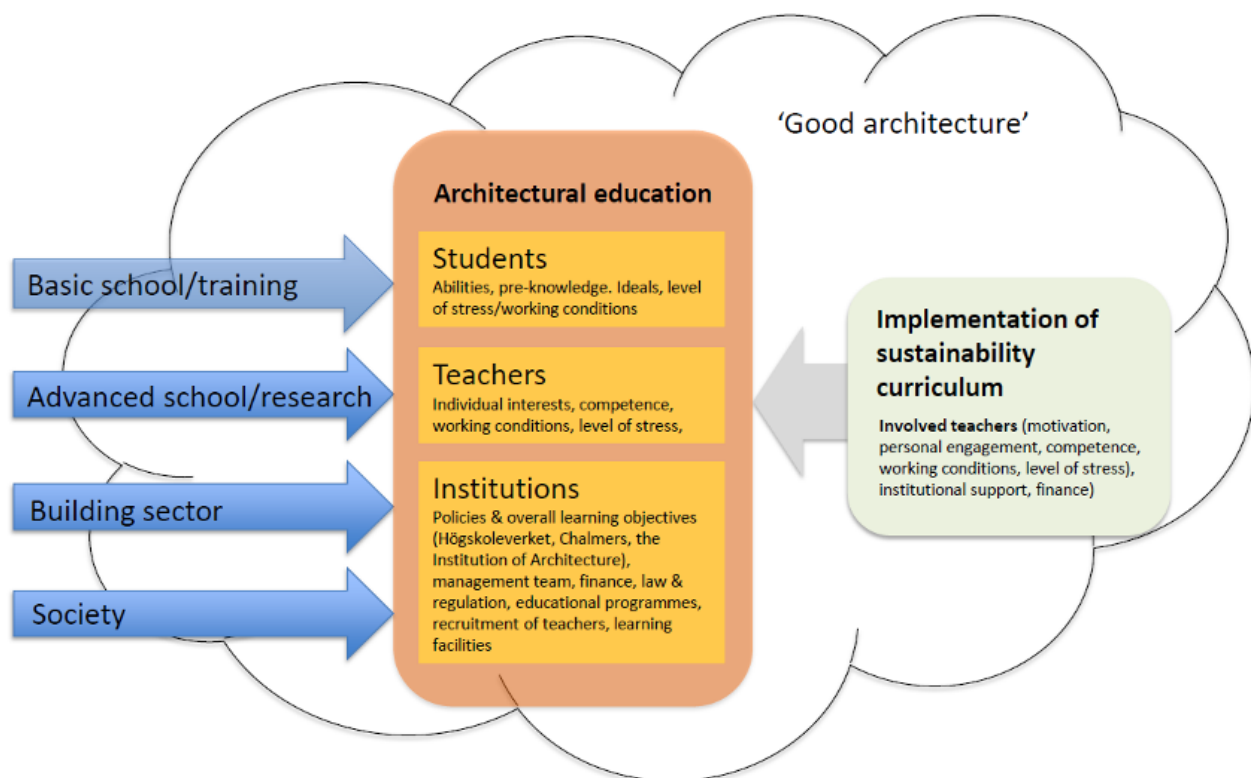 'Good architecture'
Architectural education
Basic school/training
Advanced school/research
Building sector
Society
Students
Abilities, pre-knowledge. Ideals, level
of stress/working conditions
Teachers
Individual interests, competence,
working conditions, level of stress,
Institutions
Policies & overall learning objectives
(Högskoleverket, Chalmers, the
Institution of Architecture),
management team, finance, law &
regulation, educational programmes,
recruitment of teachers, learning
facilities
Implementation of
sustainability
curriculum
Involved teachers (motivation,
personal engagement, competence,
working conditions, level of stress),
institutional support, finance)